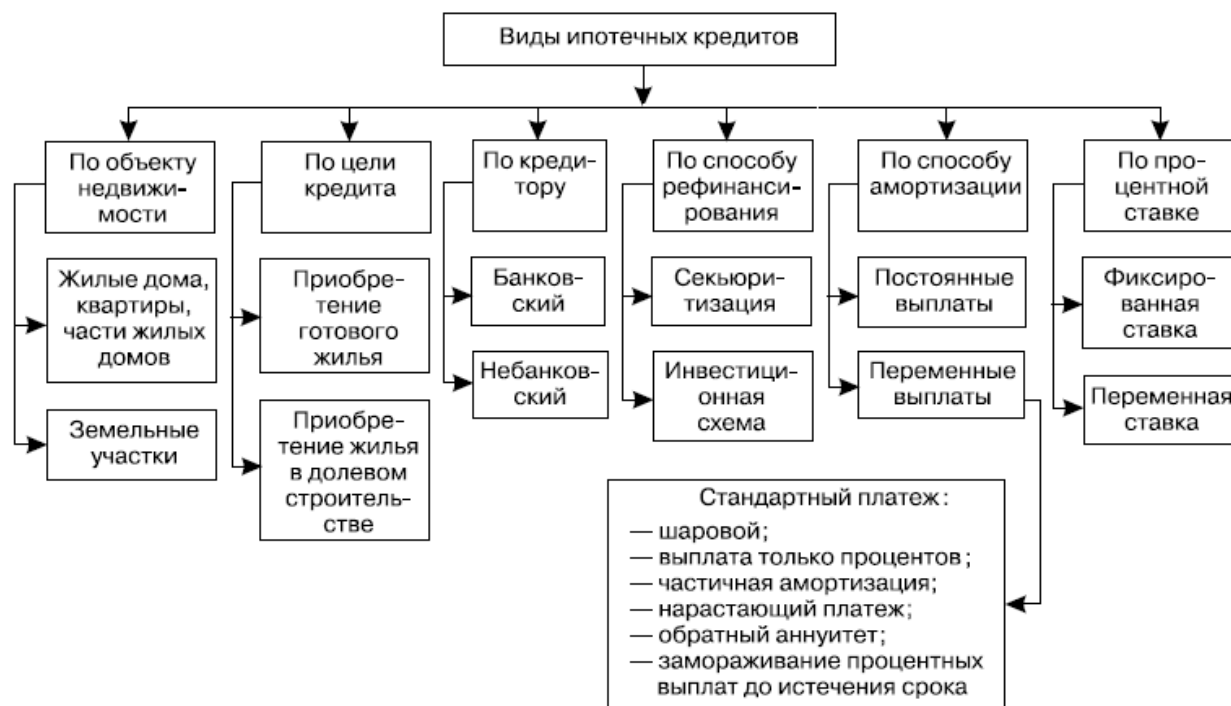 Виды ипотечных кредитов
По объекту
недвижи-
мости
По цели
кредита
По креди-
тору
По способу
рефинанси-
рования
По способу
амортизации
По про-
центной
ставке
Жилые дома,
квартиры,
части жилых
домов
Земельные
участки
Приобре-
тение
готового
жилья
Приобре-
тение жилья
в долевом
строитель-
стве
Банков-
ский
Небанков-
ский
Секьюри-
тизация
Инвестици-
онная
схема
Постоянные
выплаты
Переменные
выплаты
Фиксиро-
ванная
ставка
Переменная
ставка
Стандартный платеж:
— шаровой;
— выплата только процентов;
— частичная амортизация;
— нарастающий платеж;
— обратный аннуитет;
— замораживание процентных
выплат до истечения срока